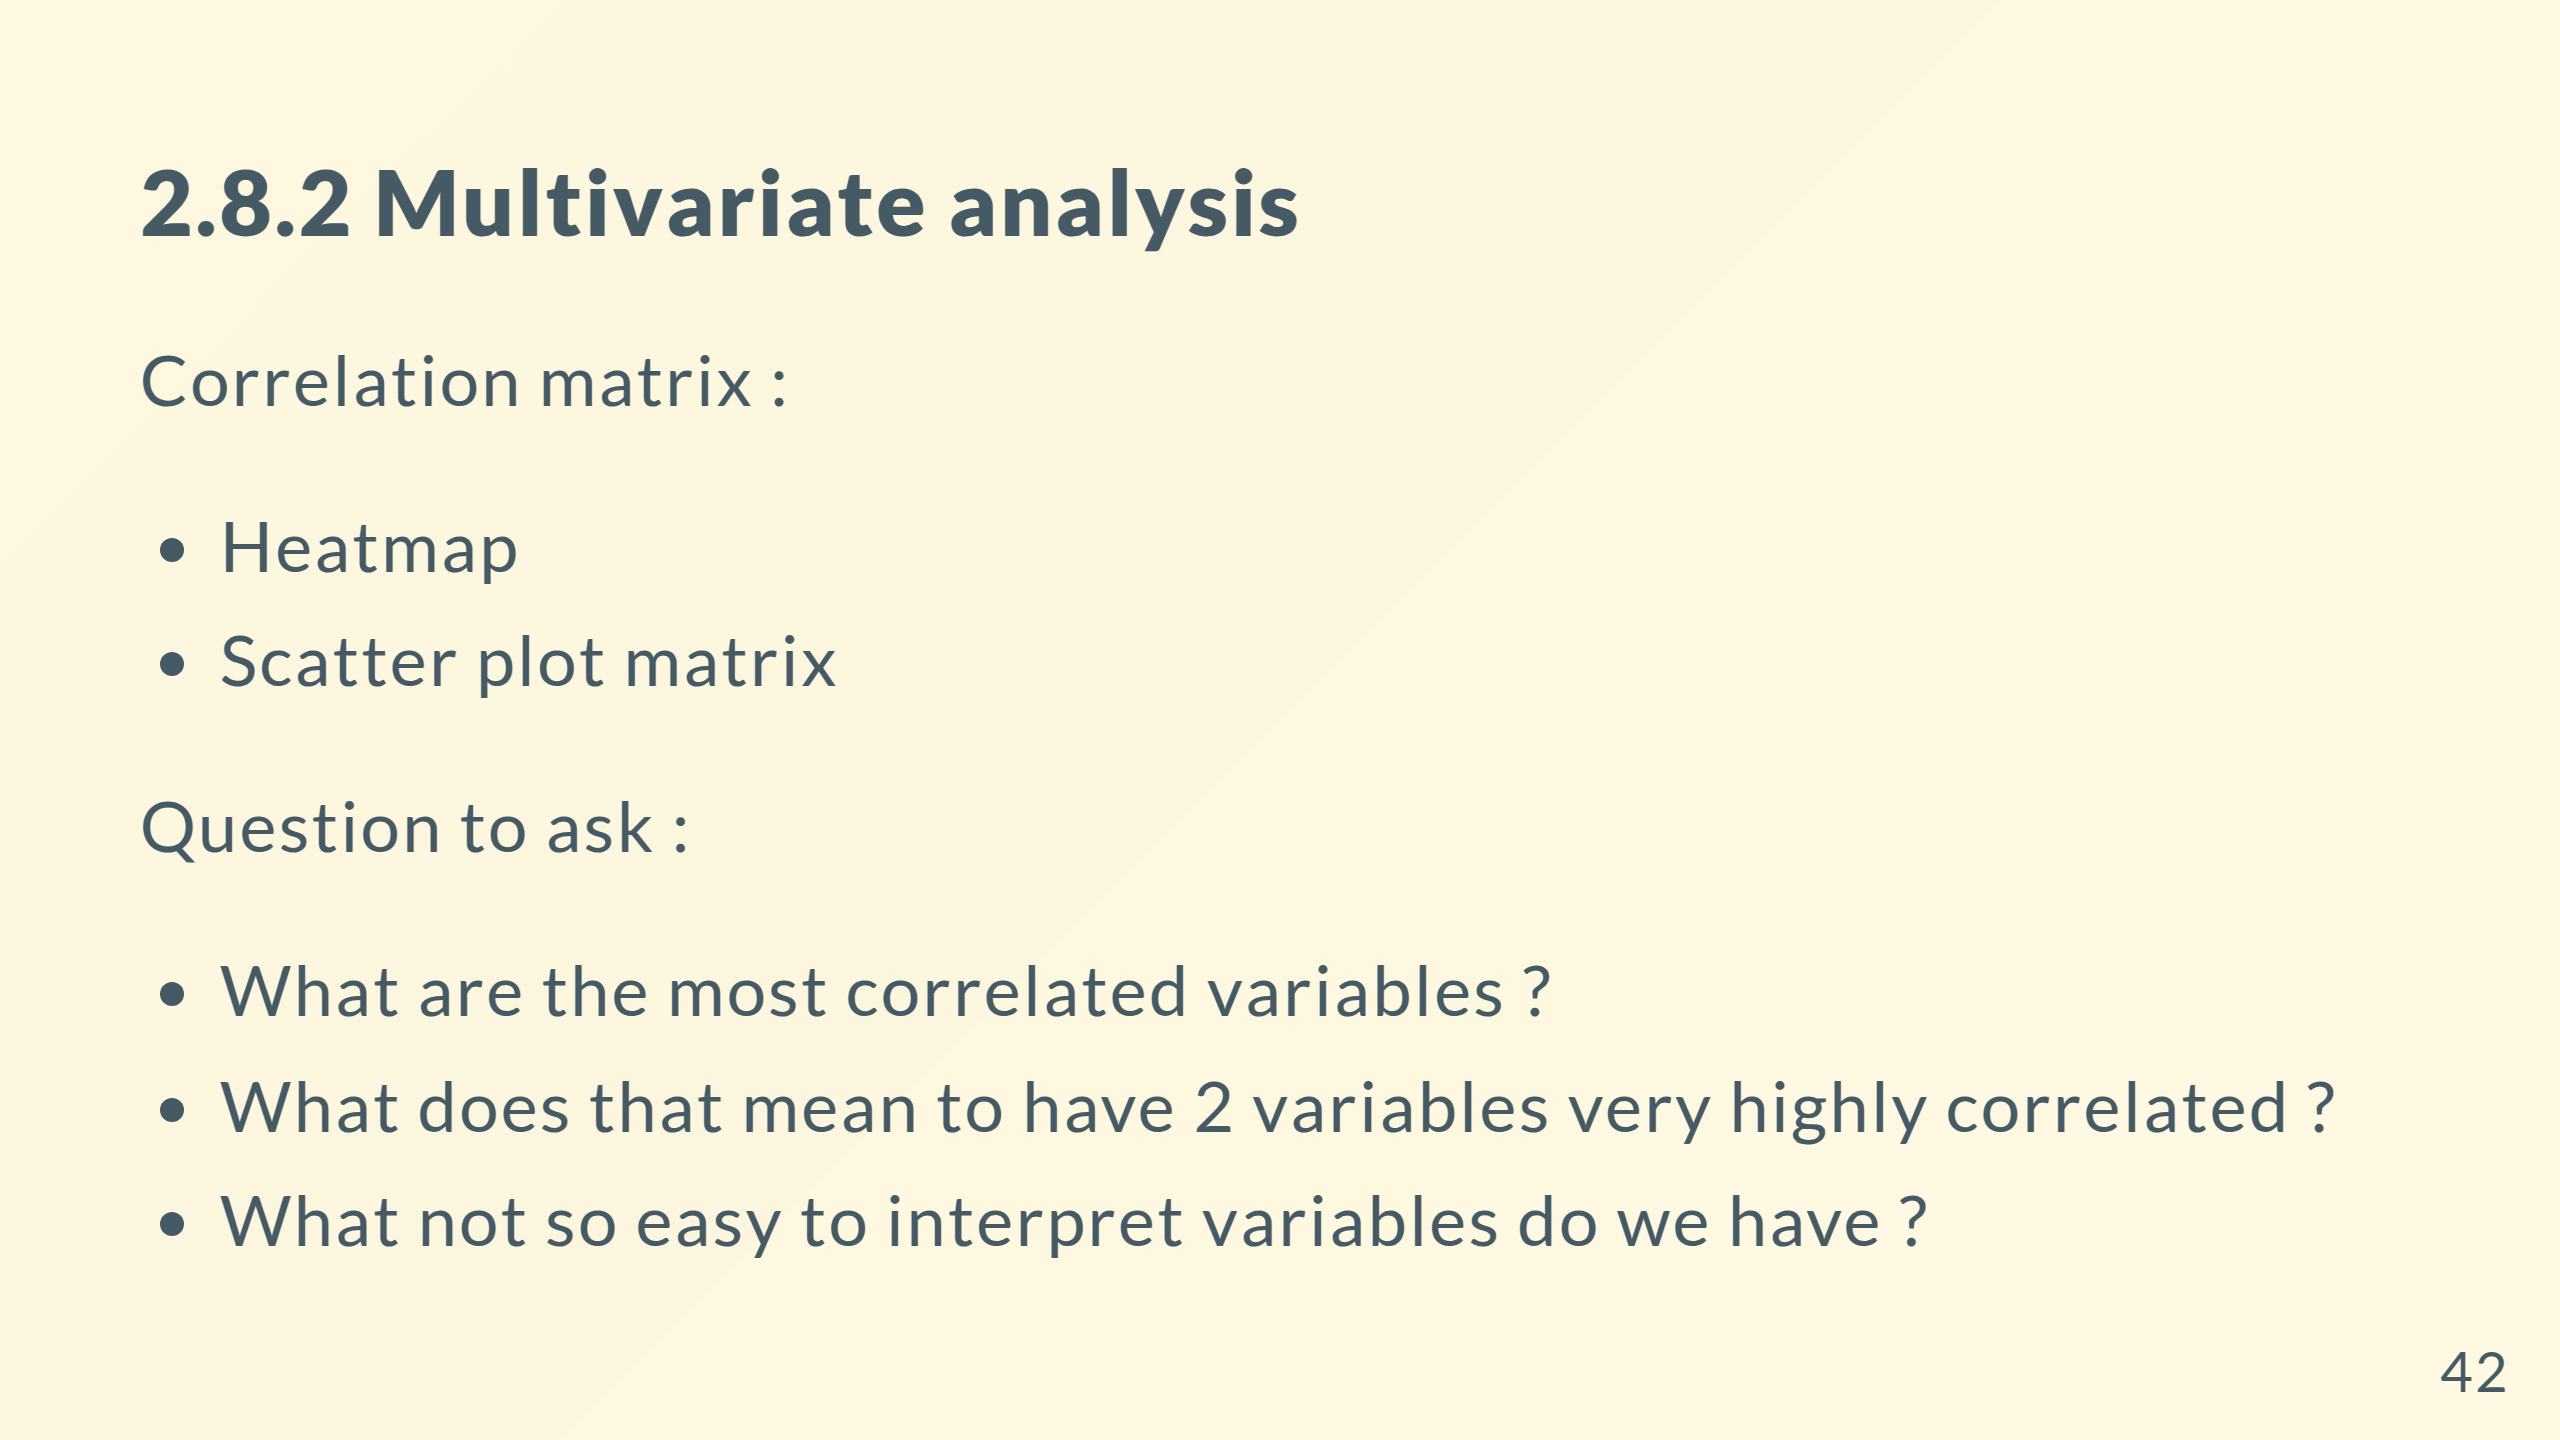 2.8.2 Multivariate analysis
Correlation matrix :
• Heatmap
• Scatter plot matrix
Question to ask :
• What are the most correlated variables ?
• What does that mean to have 2 variables very highly correlated ?
• What not so easy to interpret variables do we have ?
42